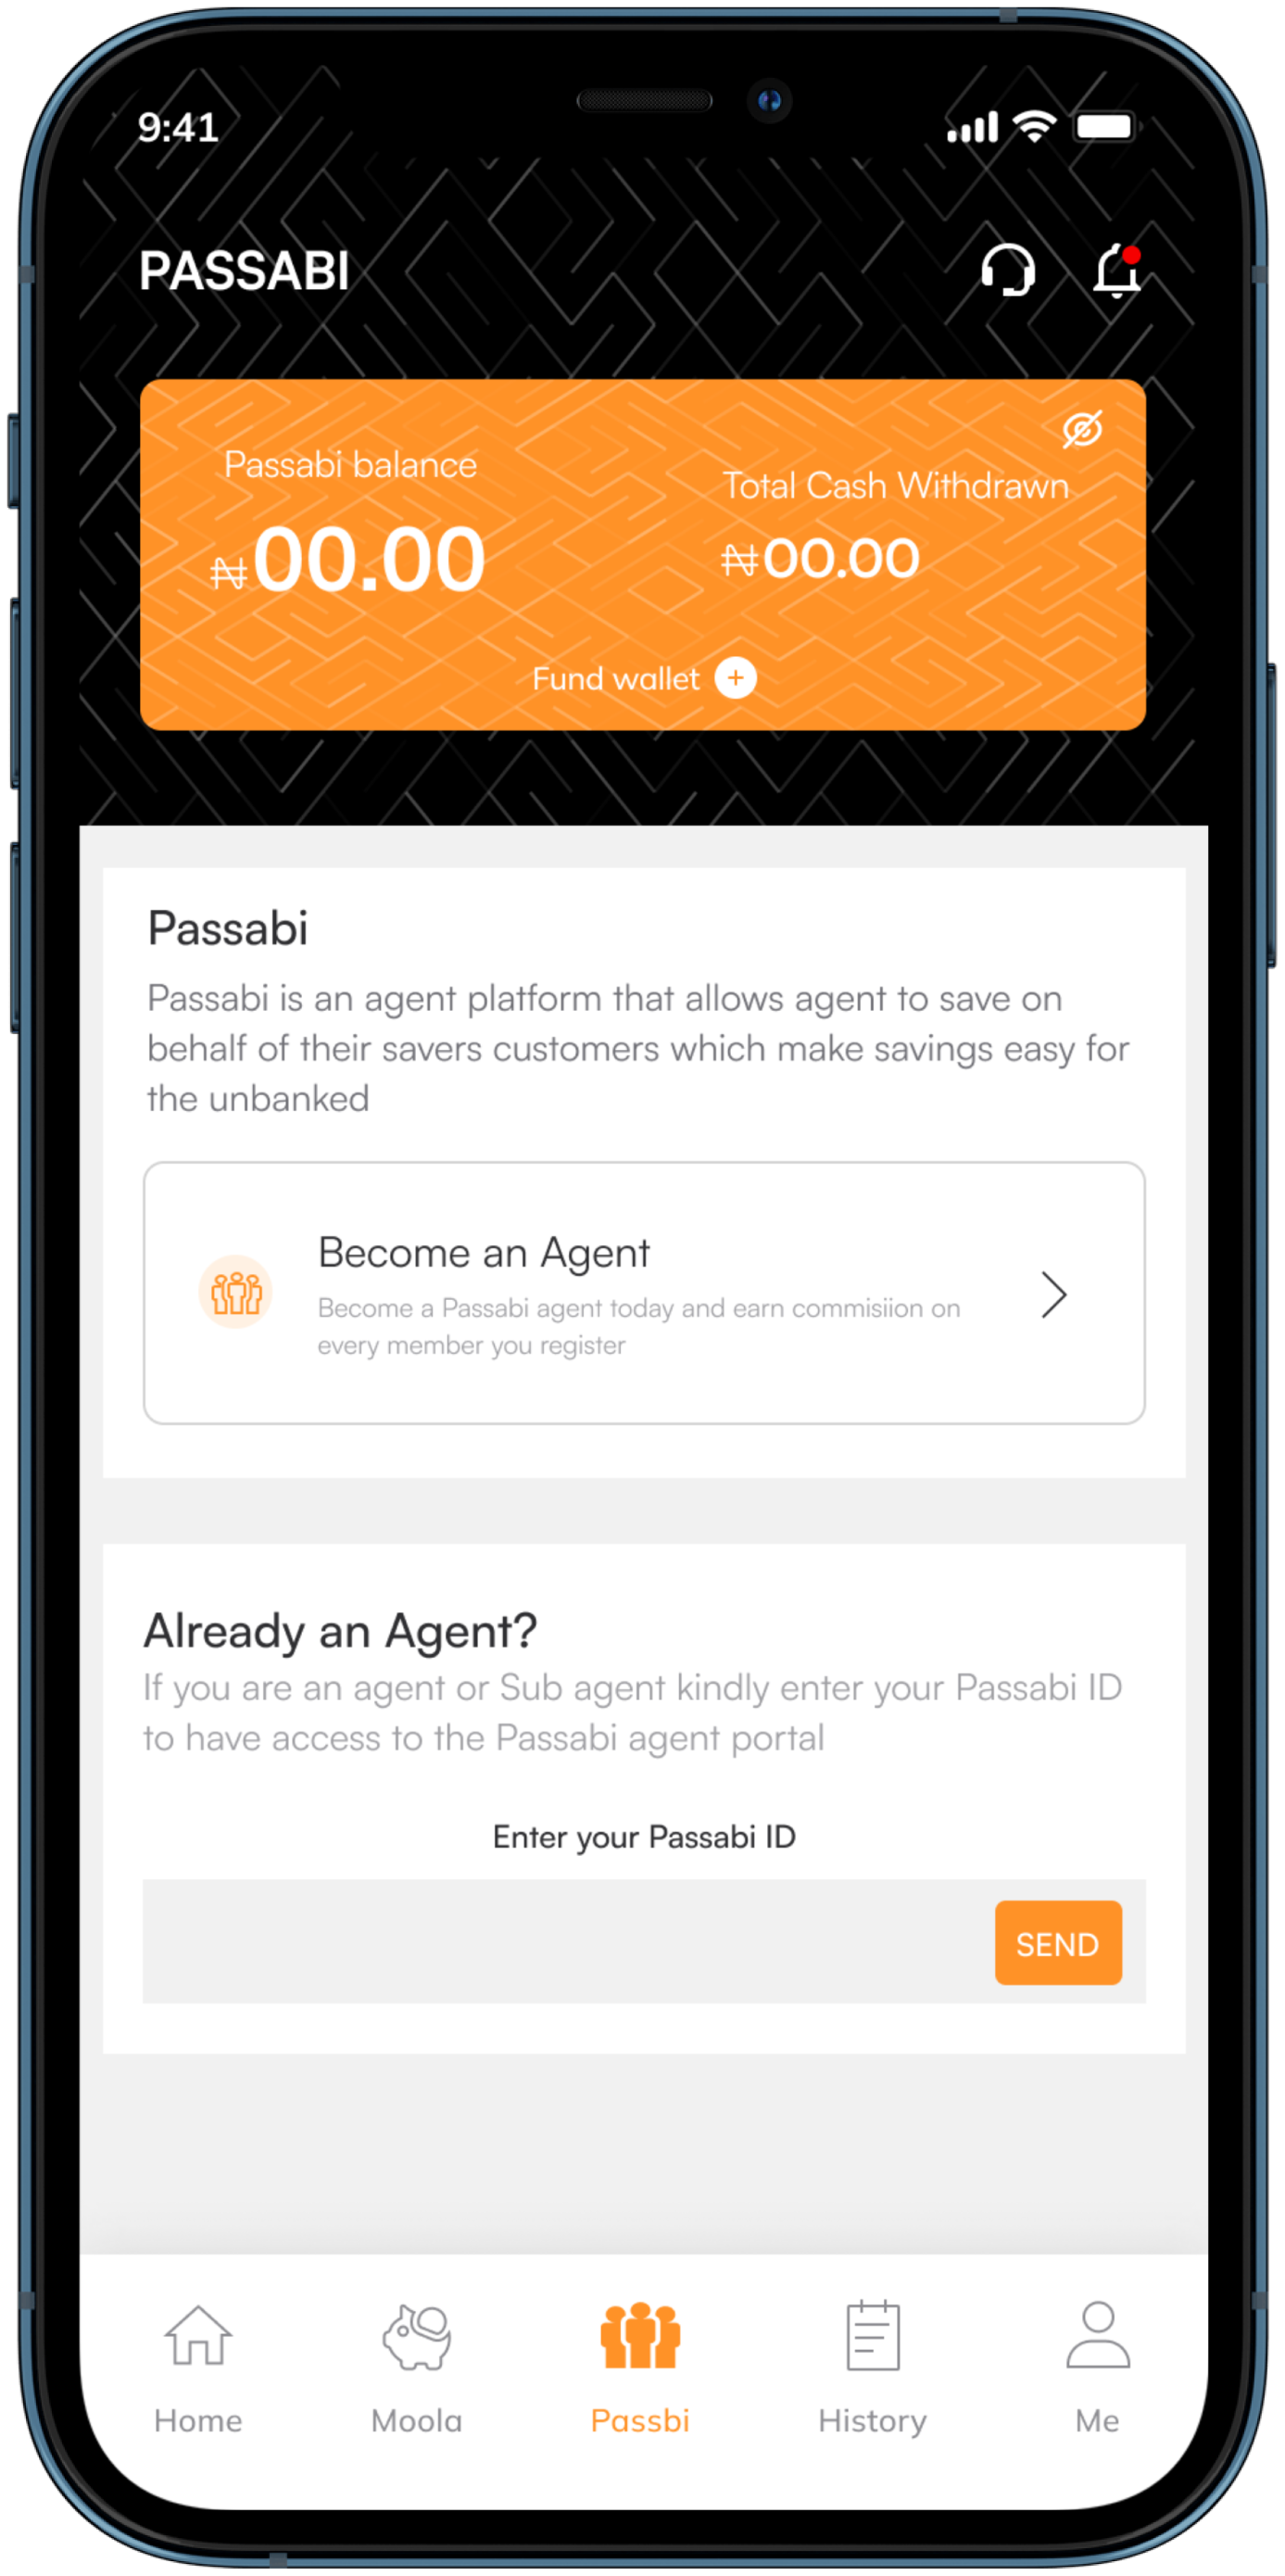 9:41
PASSABI
Passabi balance
₦00.00
Total Cash Withdrawn
₦00.00
Fund wallet
Passabi
Passabi is an agent platform that allows agent to save on
behalf of their savers customers which make savings easy for
the unbanked
Become an Agent
Become a Passabi agent today and earn commisiion on
every member you register
Already an Agent?
If you are an agent or Sub agent kindly enter your Passabi ID
to have access to the Passabi agent portal
Enter your Passabi ID
SEND
Home
Moola
Passbi
History
Me